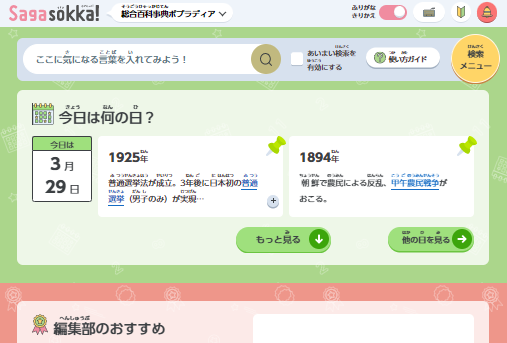 Sagasokka!
総合百科事典ポプラディア
ふりがな
きりかえ
ここに気になる言葉を入れてみよう！
あいまい検索を
有効にする
使い方ガイド
検索
メニュー
今日は何の日？
今日は
3月
29日
1925年
普通選挙法が成立。3年後に日本初の普通
選挙（男子のみ）が実現…
1894年
朝鮮で農民による反乱、甲午農民戦争が
おこる。
もっと見る
他の日を見る
編集部のおすすめ